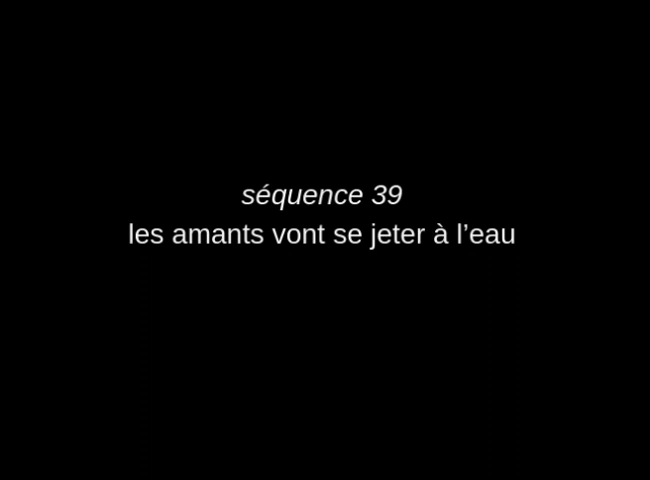 séquence 39
les amants vont se jeter à l’eau